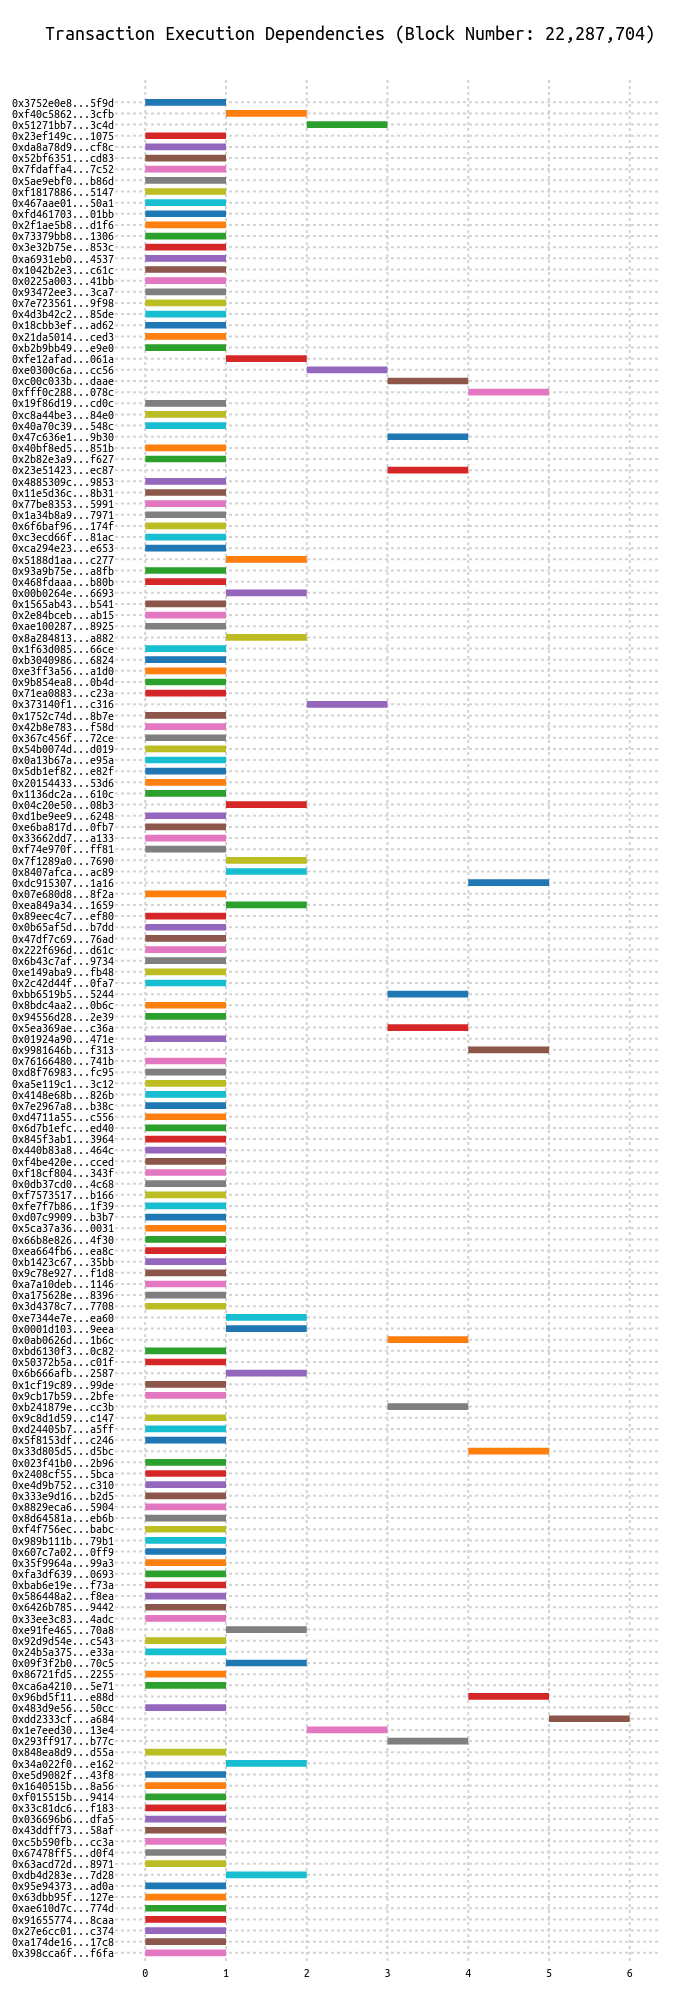 Transaction Execution Dependencies (Block Number: 22,287,704)
0x3752e0e8...5f9d
0xf40c5862...3cfb
0x51271bb7...3c4d
0x23ef149c...1075
0xda8a78d9...cf8c
0x52bf6351...cd83
0x7fdaffa4...7c52
0x5ae9ebf0...b86d
0xf1817886...5147
0x467aae01...50a1
0xfd461703...01bb
0x2f1ae5b8...d1f6
0x73379bb8...1306
0x3e32b75e...853c
0xa6931eb0...4537
0x1042b2e3...c61c
0x0225a003...41bb
0x93472ee3...3ca7
0x7e723561...9f98
0x4d3b42c2...85de
0x18cbb3ef...ad62
0x21da5014...ced3
0xb2b9bb49...e9e0
0xfe12afad...061a
0xe0300c6a...cc56
0xc00c033b...daae
0xfff0c288...078c
0x19f86d19...cd0c
0xc8a44be3...84e0
0x40a70c39...548c
0x47c636e1...9b30
0x40bf8ed5...851b
0x2b82e3a9...f627
0x23e51423...ec87
0x4885309c...9853
0x11e5d36c...8b31
0x77be8353...5991
0x1a34b8a9...7971
0x6f6baf96...174f
0xc3ecd66f...81ac
0xca294e23...e653
0x5188d1aa...c277
0x93a9b75e...a8fb
0x468fdaaa...b80b
0x00b0264e...6693
0x1565ab43...b541
0x2e84bceb...ab15
0xae100287...8925
0x8a284813...a882
0x1f63d085...66ce
0xb3040986...6824
0xe3ff3a56...a1d0
0x9b854ea8...0b4d
0x71ea0883...c23a
0x373140f1...c316
0x1752c74d...8b7e
0x42b8e783...f58d
0x367c456f...72ce
0x54b0074d...d019
0x0a13b67a...e95a
0x5db1ef82...e82f
0x20154433...53d6
0x1136dc2a...610c
0x04c20e50...08b3
0xd1be9ee9...6248
0xe6ba817d...0fb7
0x33662dd7...a133
0xf74e970f...ff81
0x7f1289a0...7690
0x8407afca...ac89
0xdc915307...1a16
0x07e680d8...8f2a
0xea849a34...1659
0x89eec4c7...ef80
0x0b65af5d...b7dd
0x47df7c69...76ad
0x222f696d...d61c
0x6b43c7af...9734
0xe149aba9...fb48
0x2c42d44f...0fa7
0xbb6519b5...5244
0x8bdc4aa2...0b6c
0x94556d28...2e39
0x5ea369ae...c36a
0x01924a90...471e
0x9981646b...f313
0x76166480...741b
0xd8f76983...fc95
0xa5e119c1...3c12
0x4148e68b...826b
0x7e2967a8...b38c
0xd4711a55...c556
0x6d7b1efc...ed40
0x845f3ab1...3964
0x440b83a8...464c
0xf4be420e...cced
0xf18cf804...343f
0x0db37cd0...4c68
0xf7573517...b166
0xfe7f7b86...1f39
0xd07c9909...b3b7
0x5ca37a36...0031
0x66b8e826...4f30
0xea664fb6...ea8c
0xb1423c67...35bb
0x9c78e927...f1d8
0xa7a10deb...1146
0xa175628e...8396
0x3d4378c7...7708
0xe7344e7e...ea60
0x0001d103...9eea
0x0ab0626d...1b6c
0xbd6130f3...0c82
0x50372b5a...c01f
0x6b666afb...2587
0x1cf19c89...99de
0x9cb17b59...2bfe
0xb241879e...cc3b
0x9c8d1d59...c147
0xd24405b7...a5ff
0x5f8153df...c246
0x33d805d5...d5bc
0x023f41b0...2b96
0x2408cf55...5bca
0xe4d9b752...c310
0x333e9d16...b2d5
0x8829eca6...5904
0x8d64581a...eb6b
0xf4f756ec...babc
0x989b111b...79b1
0x607c7a02...0ff9
0x35f9964a...99a3
0xfa3df639...0693
0xbab6e19e...f73a
0x586448a2...f8ea
0x6426b785...9442
0x33ee3c83...4adc
0xe91fe465...70a8
0x92d9d54e...c543
0x24b5a375...e33a
0x09f3f2b0...70c5
0x86721fd5...2255
0xca6a4210...5e71
0x96bd5f11...e88d
0x483d9e56...50cc
0xdd2333cf...a684
0x1e7eed30...13e4
0x293ff917...b77c
0x848ea8d9...d55a
0x34a022f0...e162
0xe5d9082f...43f8
0x1640515b...8a56
0xf015515b...9414
0x33c81dc6...f183
0x036696b6...dfa5
0x43ddff73...58af
0xc5b590fb...cc3a
0x67478ff5...d0f4
0x63acd72d...8971
0xdb4d283e...7d28
0x95e94373...ad0a
0x63dbb95f...127e
0xae610d7c...774d
0x91655774...8caa
0x27e6cc01...c374
0xa174de16...17c8
0x398cca6f...f6fa
0 1 2 3 4 5 6